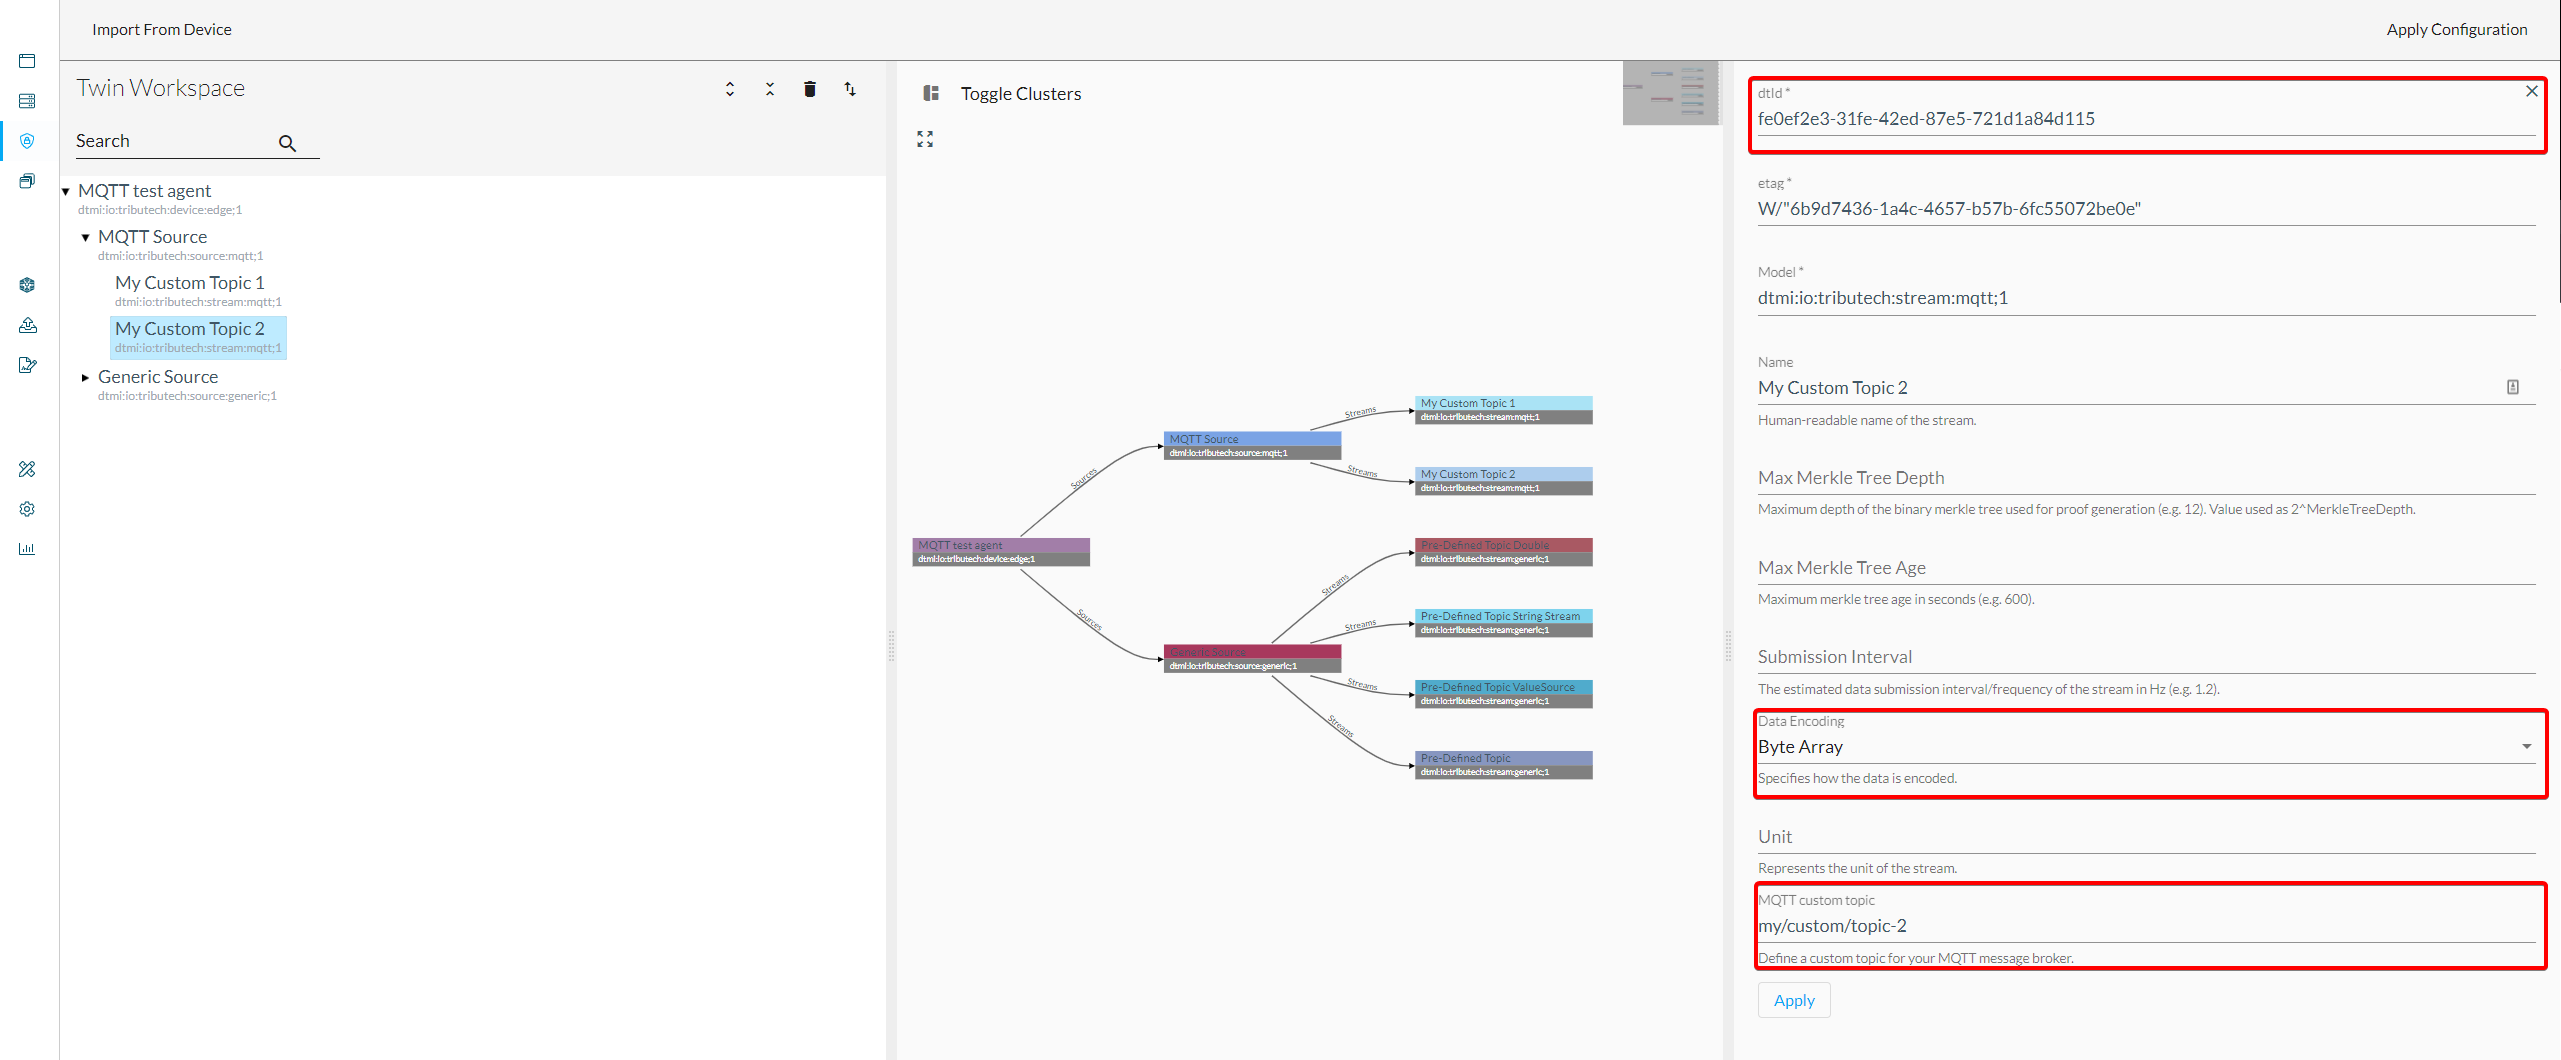 Import From Device
Apply Configuration
Twin Workspace
Search
MQTT test agent
dtmi:io:tributech:device:edge;1
MQTT Source
dtmi:io:tributech:source:mqtt;1
My Custom Topic 1
dtmi:io:tributech:stream:mqtt;1
My Custom Topic 2
dtmi:io:tributech:stream:mqtt;1
Generic Source
dtmi:io:tributech:source:generic;1
Toggle Clusters
MQTT test agent
dtmi:io:tributech:device:edge;1
Sources
Sources
MQTT Source
dtmi:io:tributech:source:mqtt;1
Generic Source
dtmi:io:tributech:source:generic;1
Streams
Streams
Streams
Streams
Streams
Streams
My Custom Topic 1
dtmi:io:tributech:stream:mqtt;1
My Custom Topic 2
dtmi:io:tributech:stream:mqtt;1
Pre-Defined Topic Double
dtmi:io:tributech:stream:generic;1
Pre-Defined Topic String Stream
dtmi:io:tributech:stream:generic;1
Pre-Defined Topic ValueSource
dtmi:io:tributech:stream:generic;1
Pre-Defined Topic
dtmi:io:tributech:stream:generic;1
dtId *
fe0ef2e3-31fe-42ed-87e5-721d1a84d115
etag *
W/"6b9d7436-1a4c-4657-b57b-6fc55072be0e"
Model *
dtmi:io:tributech:stream:mqtt;1
Name
My Custom Topic 2
Human-readable name of the stream.
Max Merkle Tree Depth
Maximum depth of the binary merkle tree used for proof generation (e.g. 12). Value used as 2^MerkleTreeDepth.
Max Merkle Tree Age
Maximum merkle tree age in seconds (e.g. 600).
Submission Interval
The estimated data submission interval/frequency of the stream in Hz (e.g. 1.2).
Data Encoding
Byte Array
Specifies how the data is encoded.
Unit
Represents the unit of the stream.
MQTT custom topic
my/custom/topic-2
Define a custom topic for your MQTT message broker.
Apply